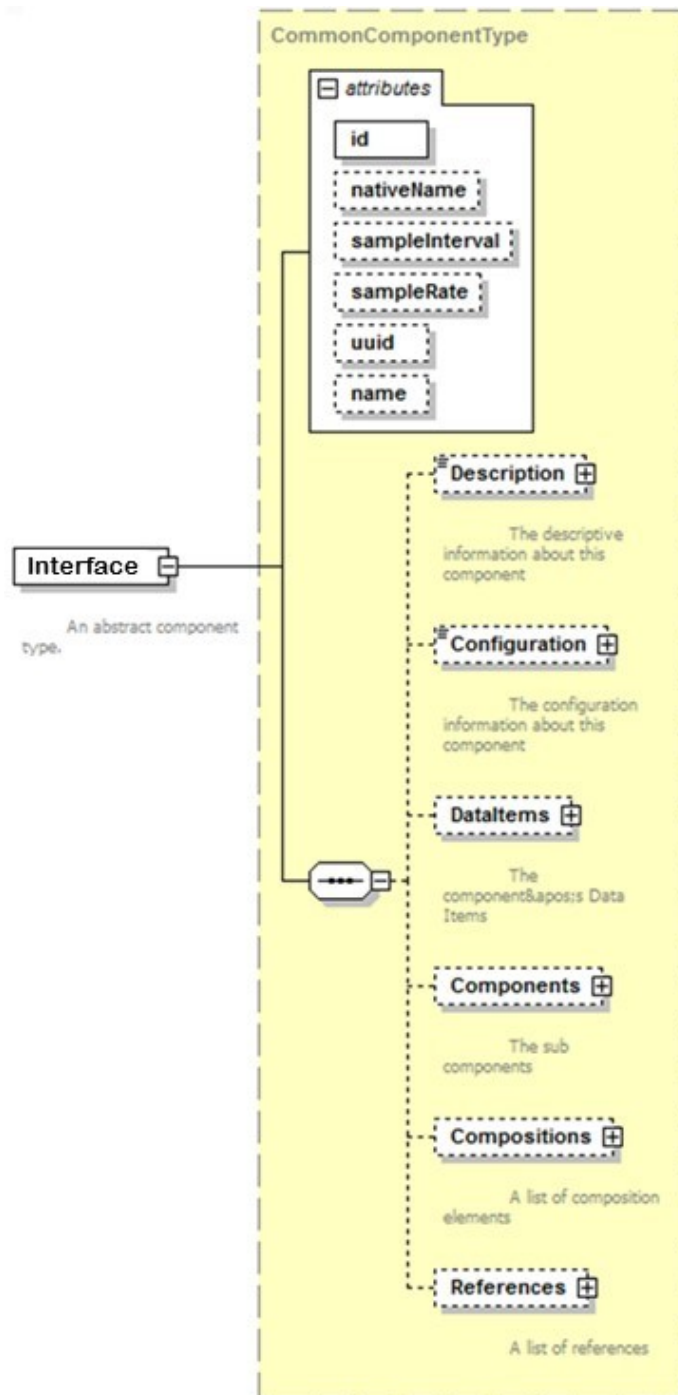 CommonComponentType
attributes
id
nativeName
sampleInterval
sampleRate
uuid
name
Interface
An abstract component
type.
Description
The descriptive
information about this
component
Configuration
The configuration
information about this
component
DataItems
The
component&apos;s Data
Items
Components
The sub
components
Compositions
A list of composition
elements
References
A list of references